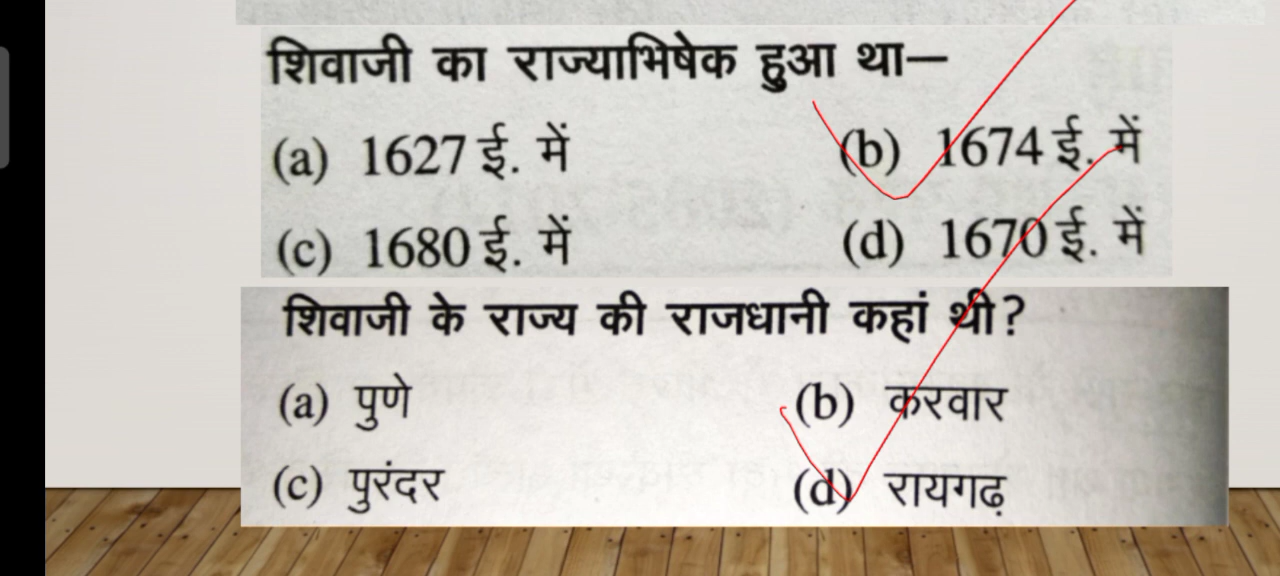 शिवाजी का राज्याभिषेक हुआ था—
(a) 1627 ई. में (b) 1674 ई. में
(c) 1680 ई. में (d) 1670 ई. में
शिवाजी के राज्य की राजधानी कहां थी?
(a) पुणे (b) करवार
(c) पुरंदर (d) रायगढ़